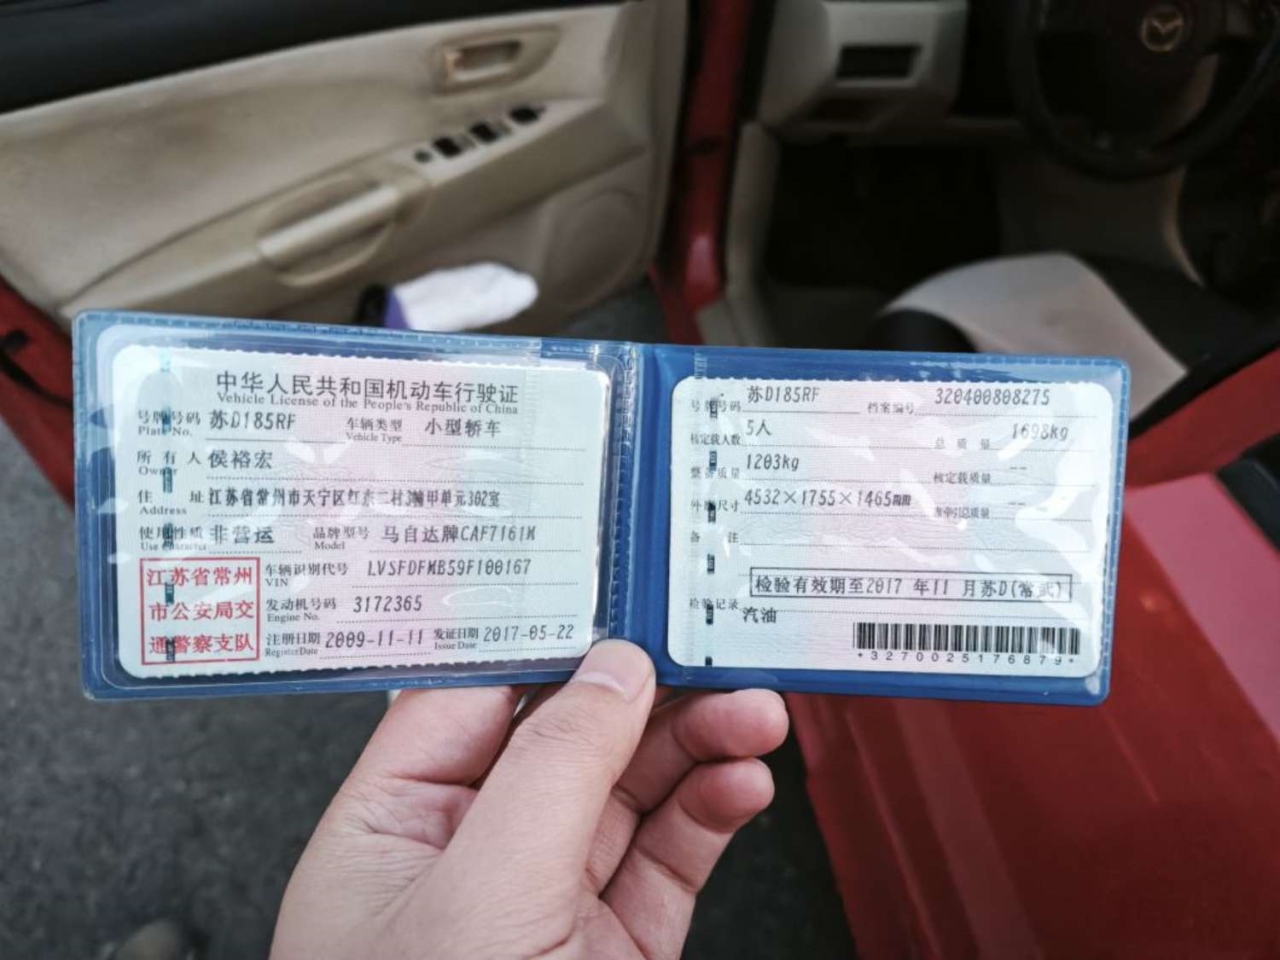 中华人民共和国机动车行驶证
Vehicle License of the People's Republic of China
号牌号码 苏D185RF 车辆类型 小型轿车
Plate No. Vehicle Type
所有人 侯裕宏
Owner
住址 江苏省常州市天宁区红东二村3幢甲单元302室
Address
使用性质 非营运 品牌型号 马自达牌CAF7161M
Use Character Model
江苏省常州
市公安局交
通警察支队
车辆识别代号 LVSFDFMB59F100167
VIN
发动机号码 3172365
Engine No.
注册日期 2009-11-11 发证日期 2017-05-22
Register Date Issue Date
号牌号码 苏D185RF 档案编号 320400808275
核定载人数 5人 总质量 1698kg
整备质量 1203kg 核定载质量 --
外廓尺寸 4532×1755×1465mm 准牵引总质量 --
备注
检验有效期至2017年11月苏D(常武)
检验记录
汽油
*3270025176879*